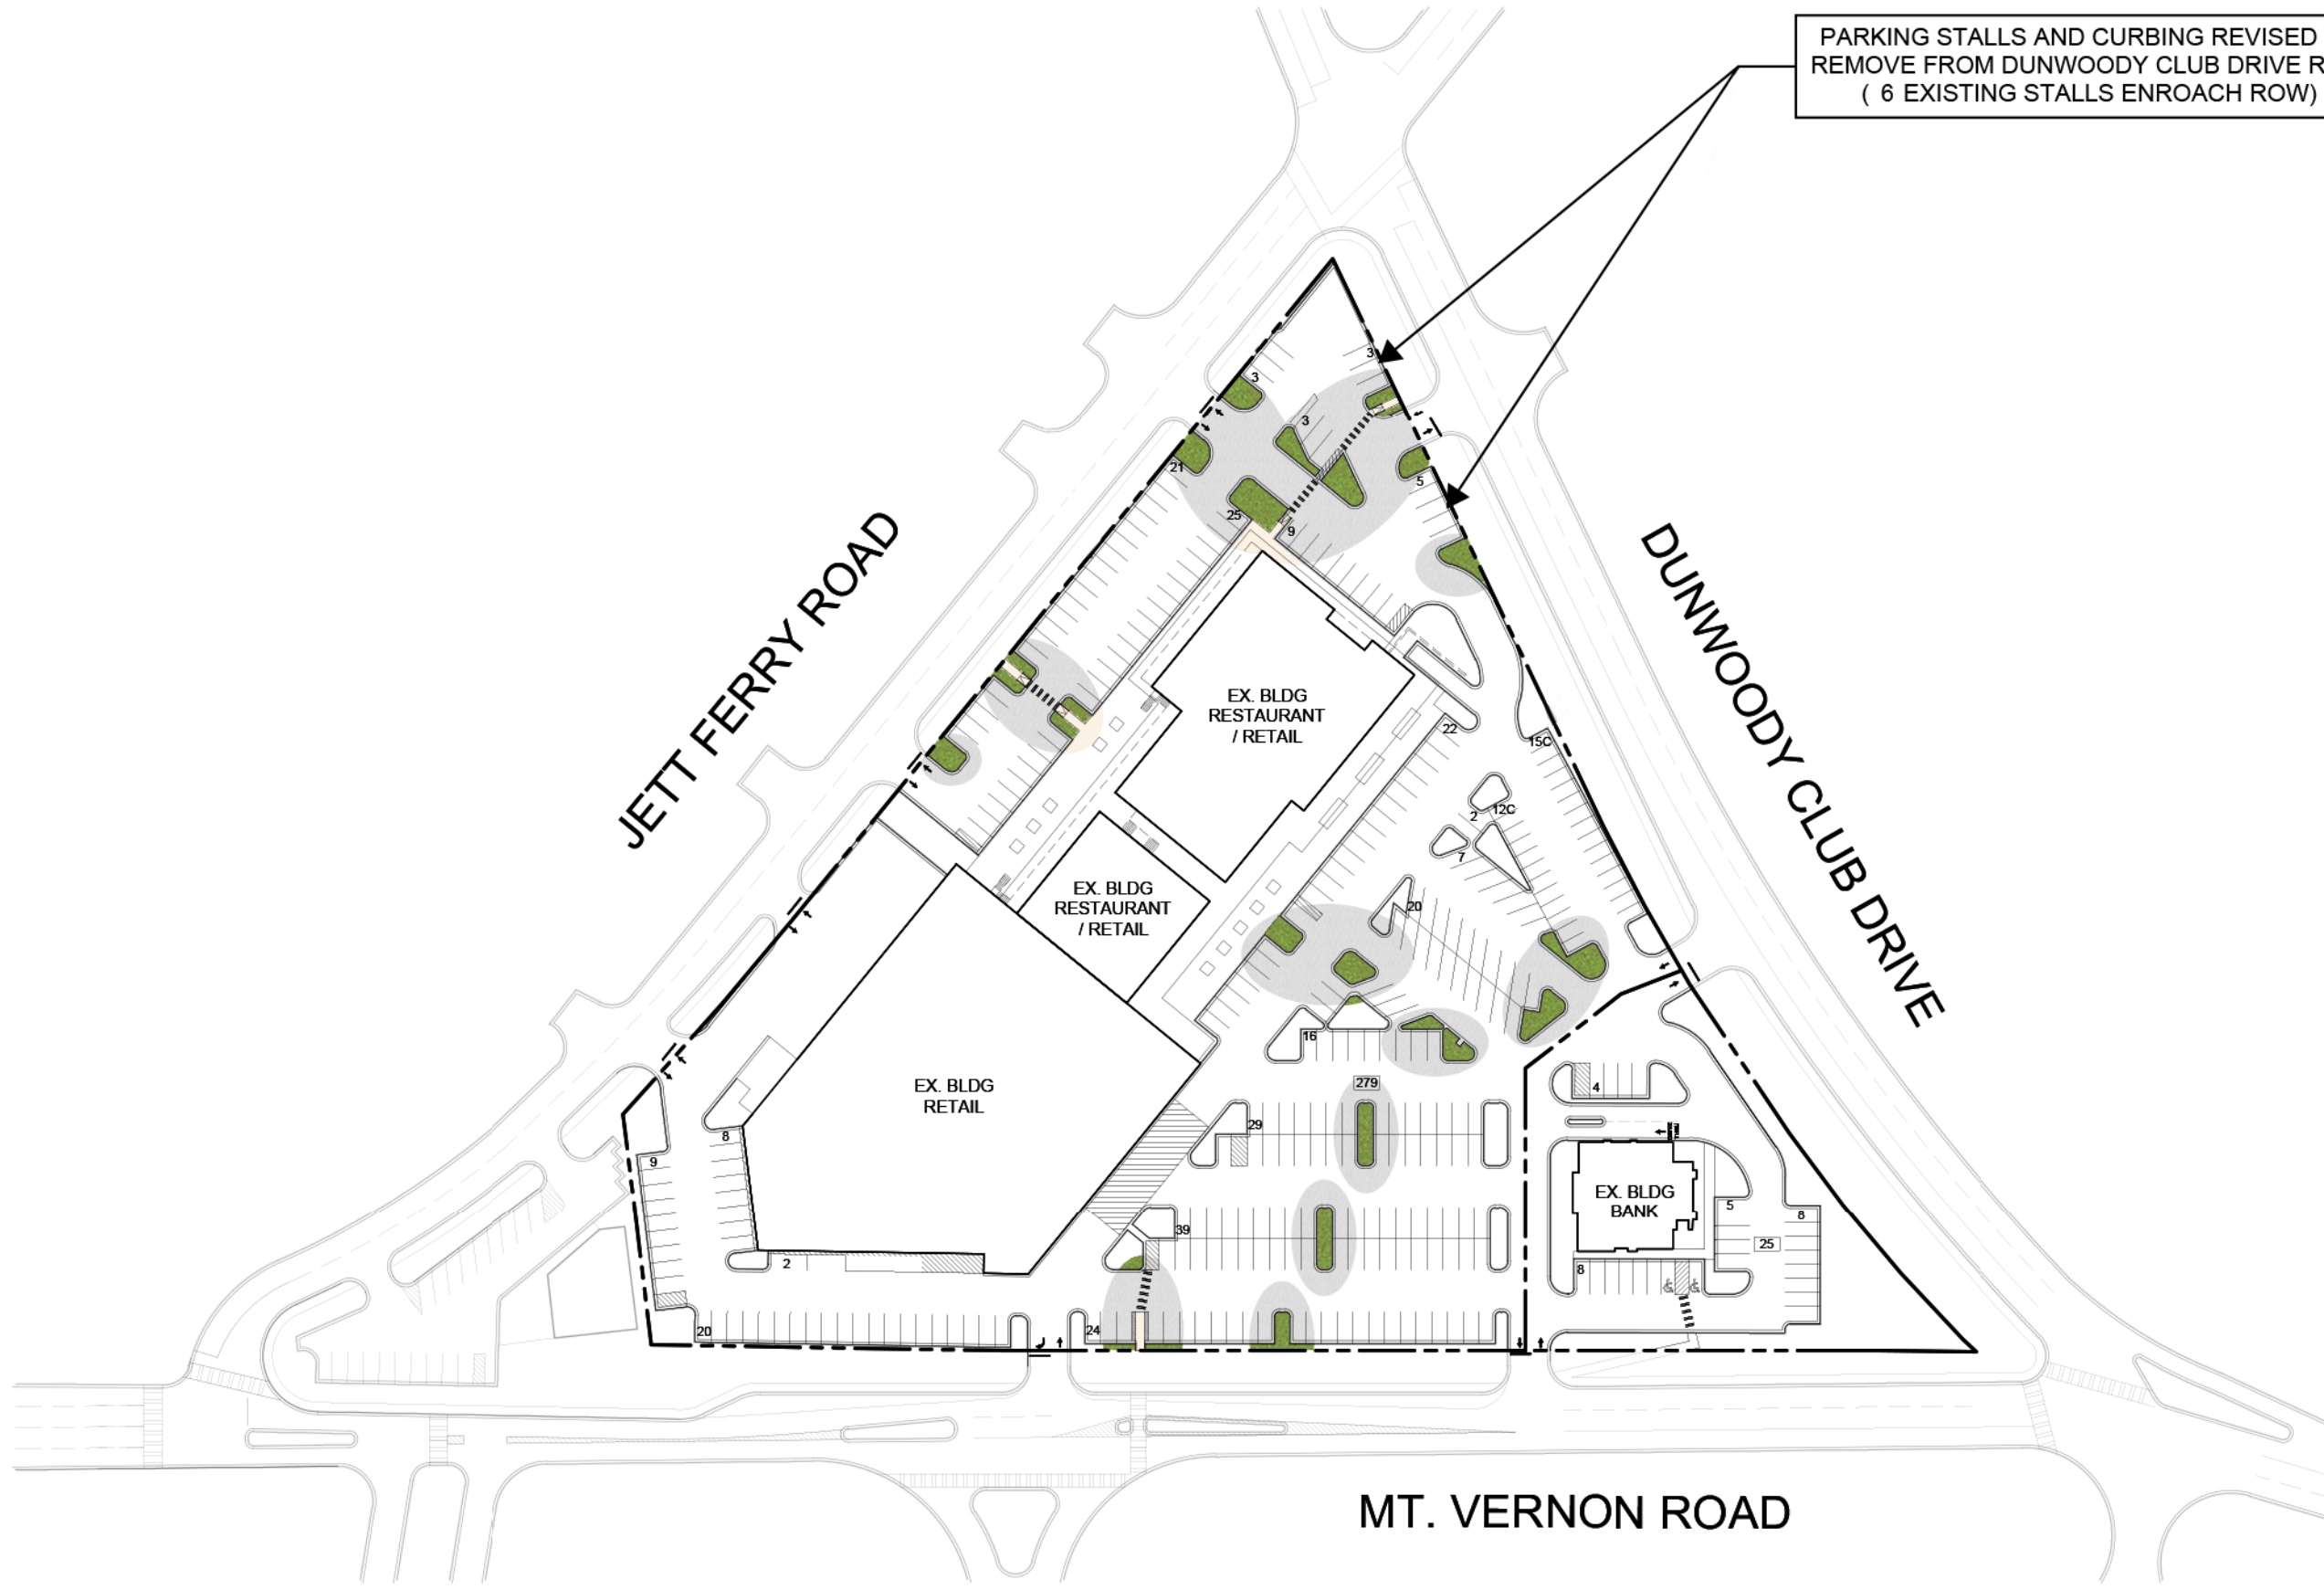 PARKING STALLS AND CURBING REVISED
REMOVE FROM DUNWOODY CLUB DRIVE R
( 6 EXISTING STALLS ENROACH ROW)
3
3
3
21
5
25
9
JETT FERRY ROAD
DUNWOODY CLUB DRIVE
EX. BLDG
RESTAURANT
/ RETAIL
22
15C
12C
2
7
EX. BLDG
RESTAURANT
/ RETAIL
20
16
EX. BLDG
RETAIL
279
4
29
8
9
EX. BLDG
BANK
5
8
39
25
2
8
20
24
MT. VERNON ROAD